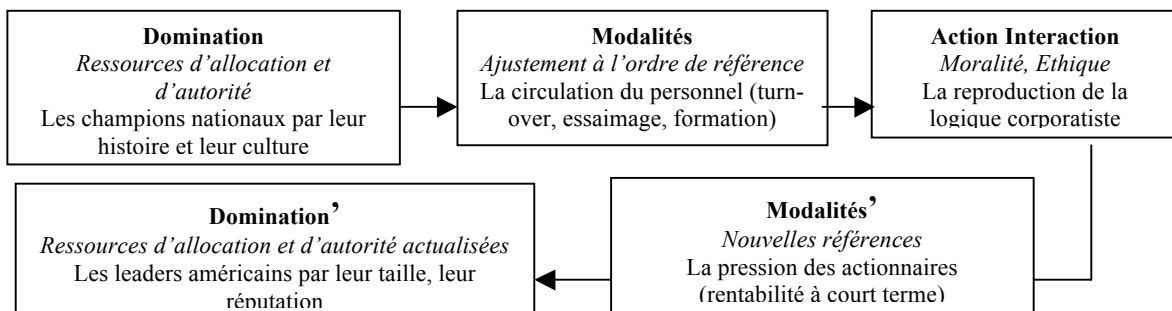 Domination
Ressources d’allocation et
d’autorité
Les champions nationaux par leur
histoire et leur culture
Modalités
Ajustement à l’ordre de référence
La circulation du personnel (turn-
over, essaimage, formation)
Action Interaction
Moralité, Ethique
La reproduction de la
logique corporatiste
Domination’
Ressources d’allocation et d’autorité actualisées
Les leaders américains par leur taille, leur
réputation
Modalités’
Nouvelles références
La pression des actionnaires
(rentabilité à court terme)